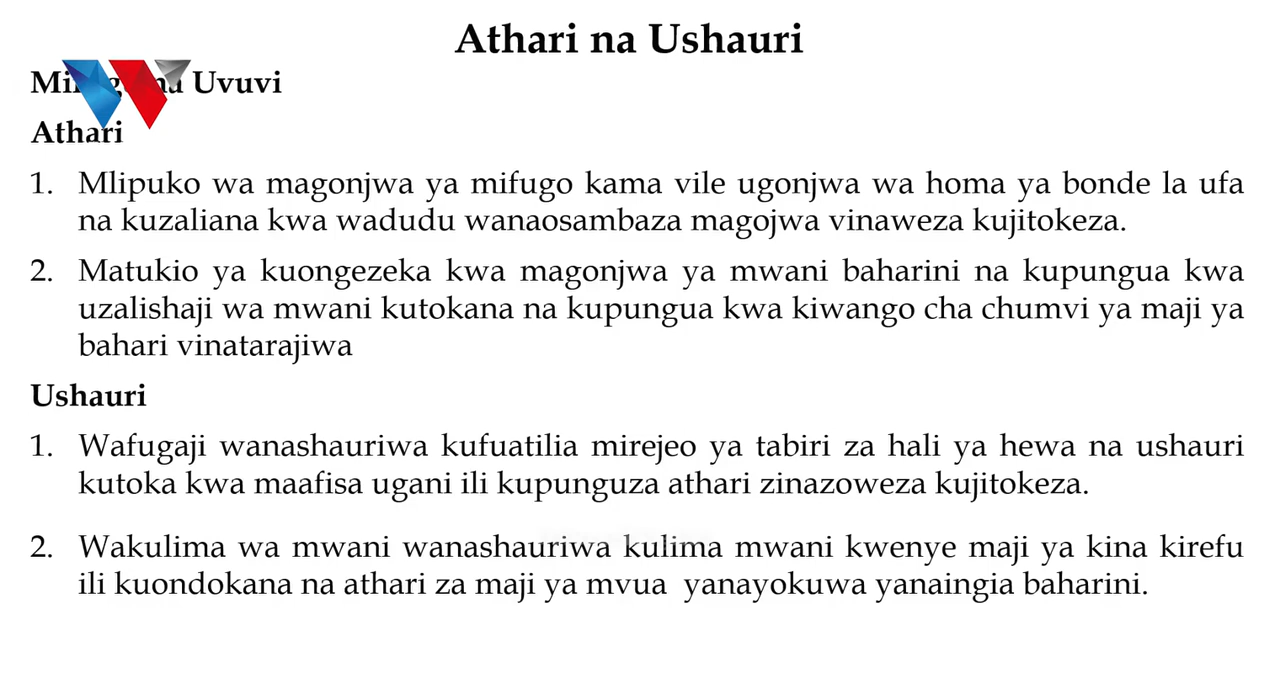 Athari na Ushauri
Uvuvi
Athari
1. Mlipuko wa magonjwa ya mifugo kama vile ugonjwa wa homa ya bonde la ufa
na kuzaliana kwa wadudu wanaosambaza magojwa vinaweza kujitokeza.
2. Matukio ya kuongezeka kwa magonjwa ya mwani baharini na kupungua kwa
uzalishaji wa mwani kutokana na kupungua kwa kiwango cha chumvi ya maji ya
bahari vinatarajiwa
Ushauri
1. Wafugaji wanashauriwa kufuatilia mirejeo ya tabiri za hali ya hewa na ushauri
kutoka kwa maafisa ugani ili kupunguza athari zinazoweza kujitokeza.
2. Wakulima wa mwani wanashauriwa kulima mwani kwenye maji ya kina kirefu
ili kuondokana na athari za maji ya mvua yanayokuwa yanaingia baharini.